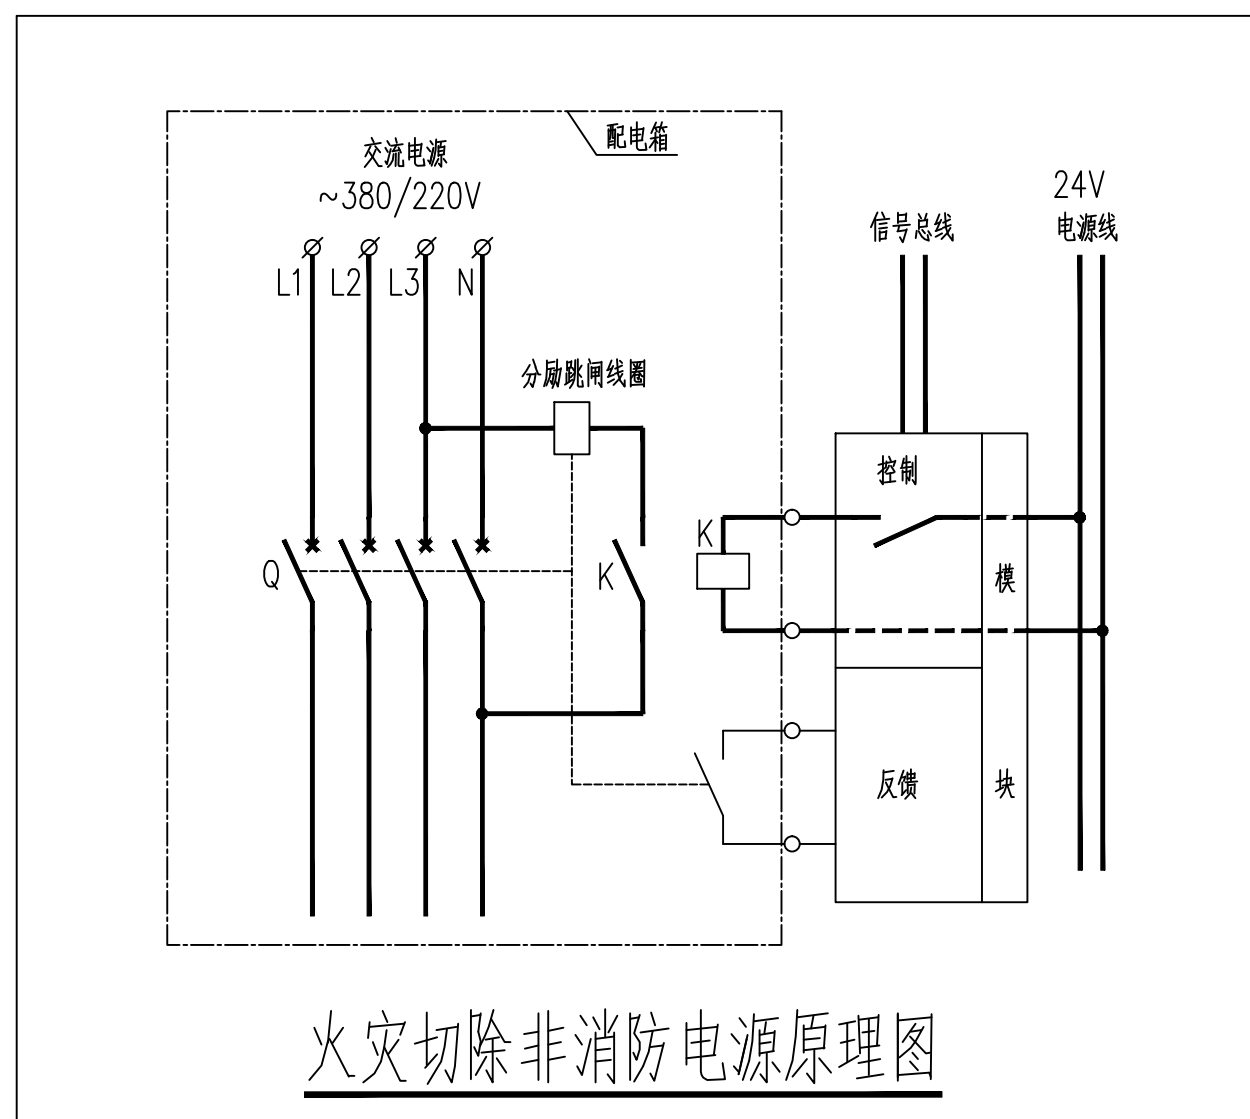 配电箱
交流电源
~380/220V
24V
信号总线
电源线
L1 L2 L3 N
分励跳闸线圈
控制
K
Q
K
模
反馈
块
火灾切除非消防电源原理图